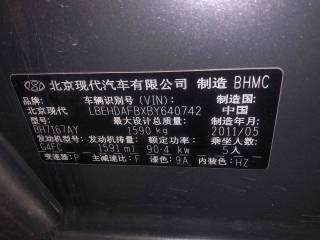 北京现代汽车有限公司 制造 BHMC
品牌: 车辆识别号(VIN): 制造国:
北京现代 LBEHDAFBXBY640742 中国
型号: 最大设计总质量: 制造年月:
BH7167AY 1590 kg 2011/05
发动机型号: 发动机排量: 额定功率: 乘坐人数:
G4FC 1591 ml 90.4 kw 5人
变速器: P 主减速比: F 漆色: 9A 内装色: HZ